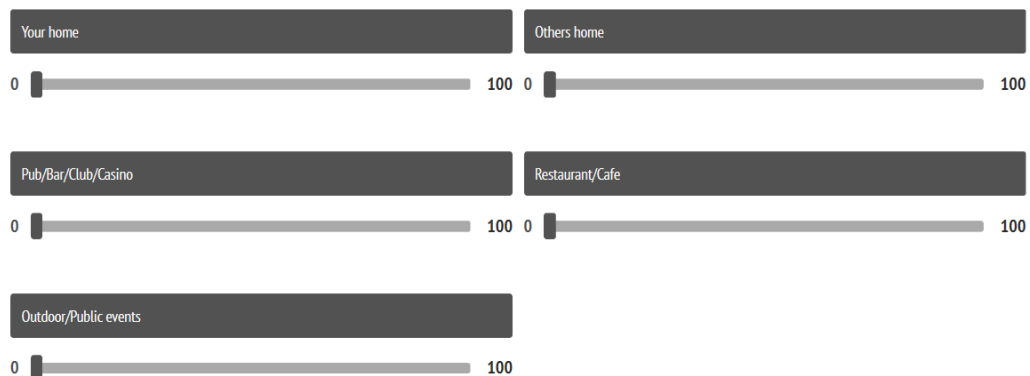 Your home
Others home
0 100 0 100
Pub/Bar/Club/Casino
Restaurant/Cafe
0 100 0 100
Outdoor/Public events
0 100